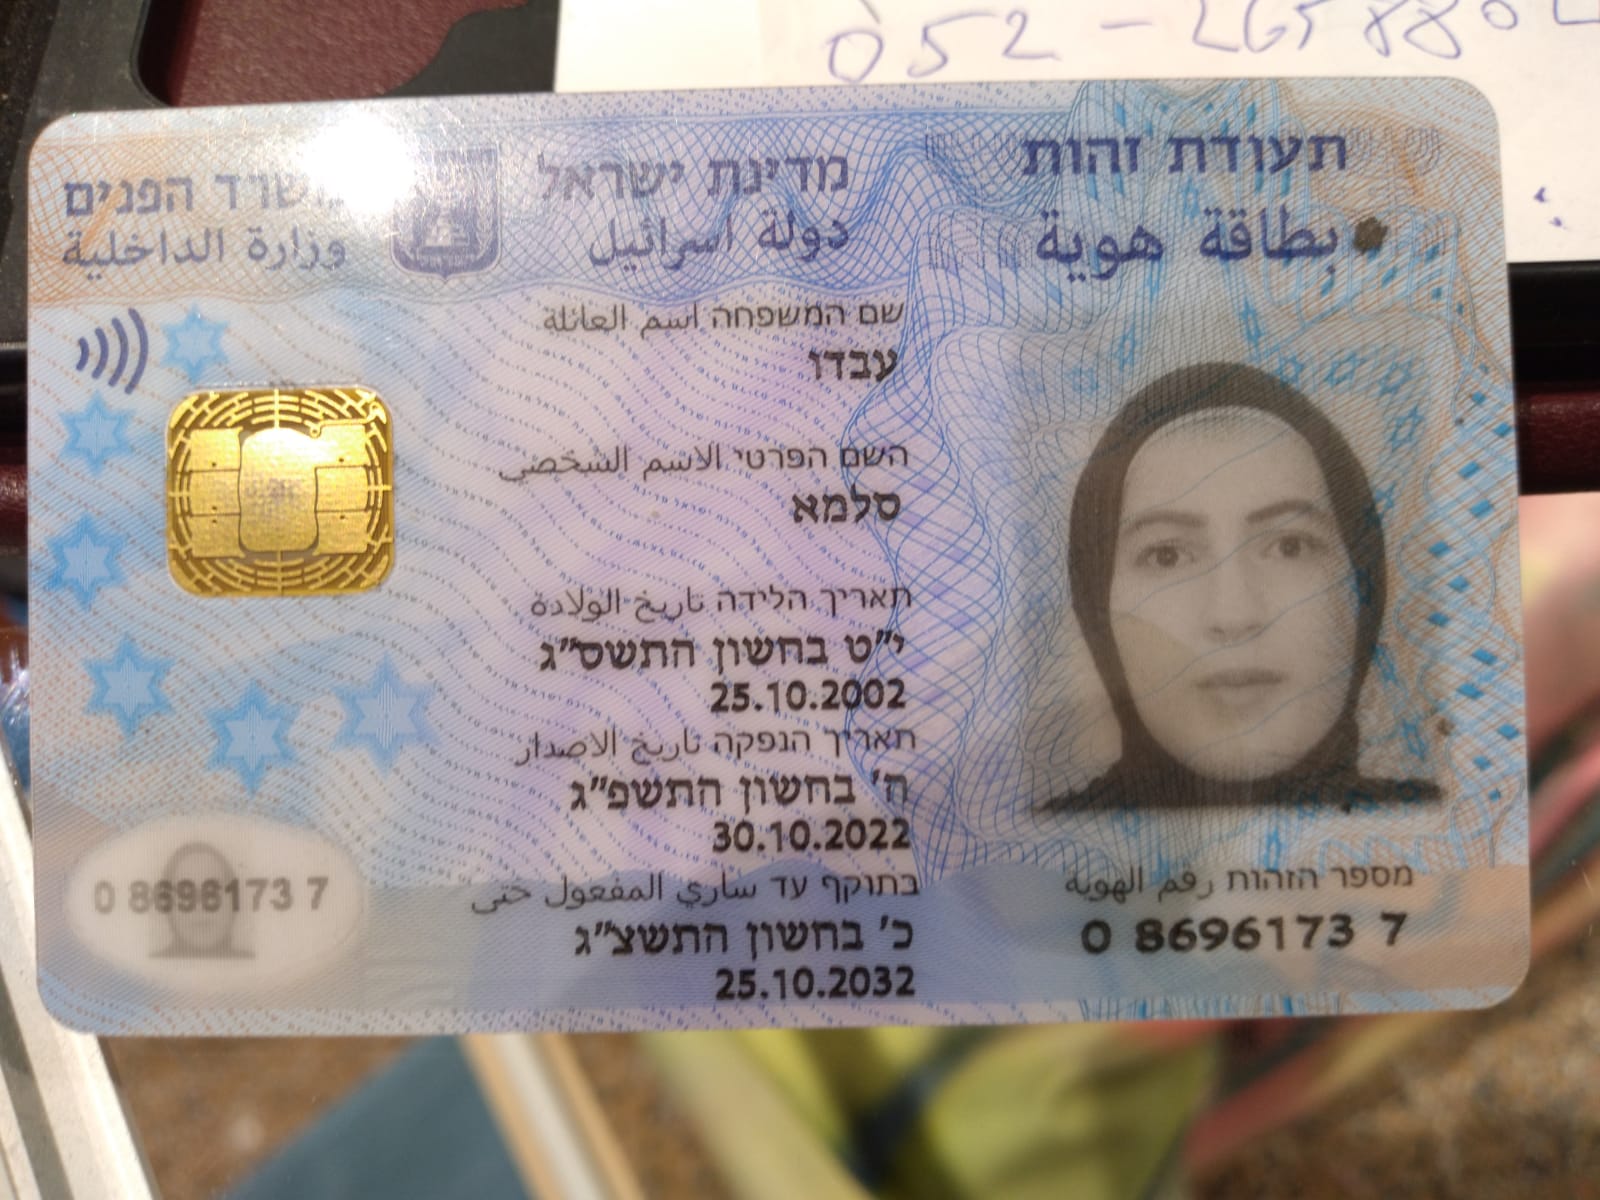 052-265880
תעודת זהות
بطاقة هوية
מדינת ישראל
دولة اسرائيل
משרד הפנים
وزارة الداخلية
שם המשפחה اسم العائلة
עבדו
השם הפרטי الاسم الشخصي
סלמא
תאריך הלידה تاريخ الولادة
י"ט בחשון התשס"ג
25.10.2002
תאריך הנפקה تاريخ الاصدار
ה' בחשון התשפ"ג
30.10.2022
בתוקף עד ساري المفعول حتى
כ' בחשון התשצ"ג
25.10.2032
מספר הזהות رقم الهوية
0 8696173 7
0 8696173 7